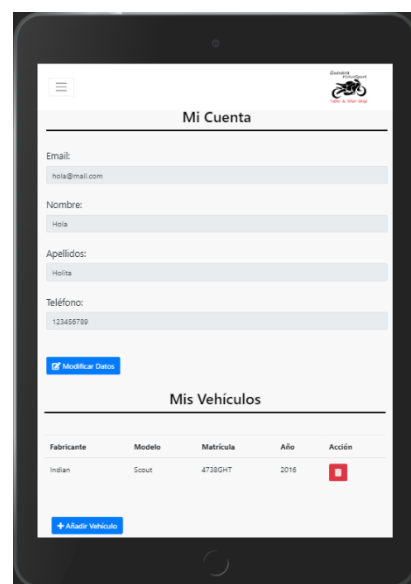 Mi Cuenta
Email:
hola@mail.com
Nombre:
Hola
Apellidos:
Holita
Teléfono:
123456789
Modificar Datos
Mis Vehículos
Fabricante Modelo Matrícula Año Acción
Indian Scout 4738GHT 2016
Añadir Vehículo